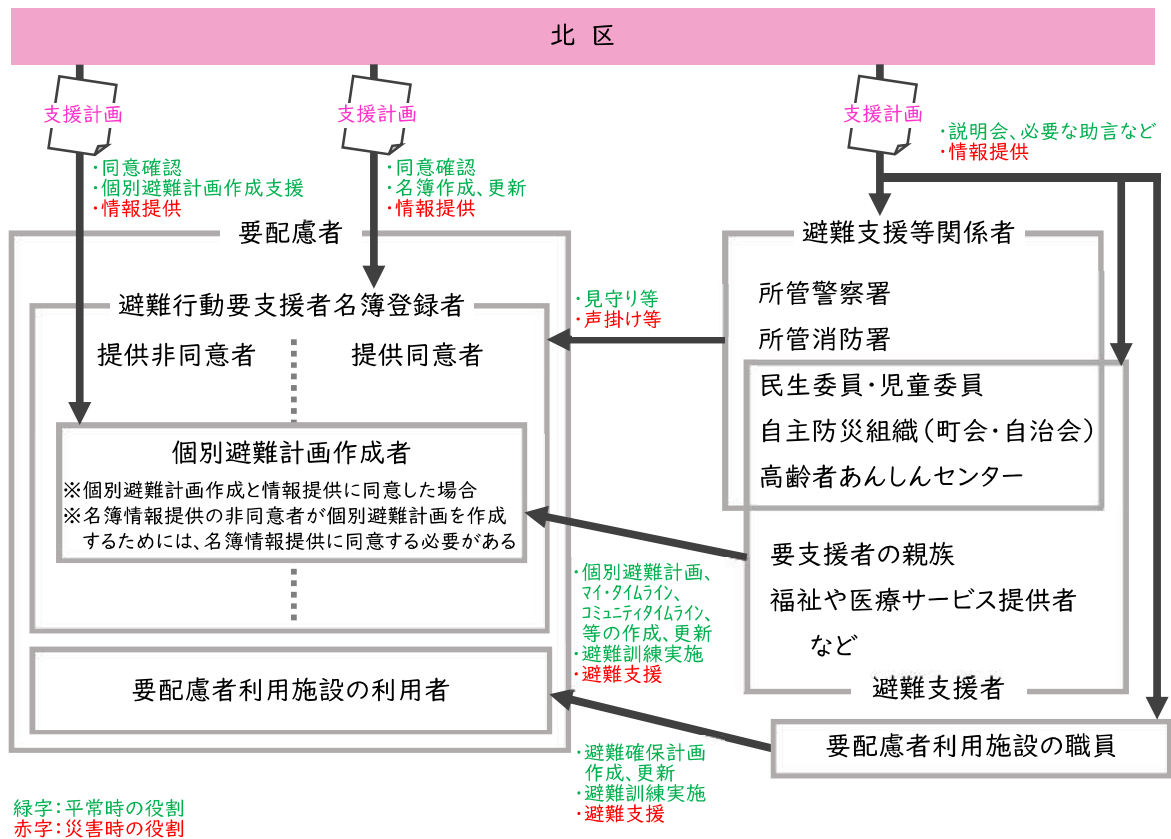 北 区
支援計画
支援計画
支援計画
・同意確認
・個別避難計画作成支援
・情報提供
・同意確認
・名簿作成、更新
・情報提供
・説明会、必要な助言など
・情報提供
要配慮者
避難行動要支援者名簿登録者
提供非同意者
提供同意者
個別避難計画作成者
※個別避難計画作成と情報提供に同意した場合
※名簿情報提供の非同意者が個別避難計画を作成
するためには、名簿情報提供に同意する必要がある
要配慮者利用施設の利用者
・見守り等
・声掛け等
・個別避難計画、
マイ・タイムライン、
コミュニティタイムライン、
等の作成、更新
・避難訓練実施
・避難支援
・避難確保計画
作成、更新
・避難訓練実施
・避難支援
避難支援等関係者
所管警察署
所管消防署
民生委員・児童委員
自主防災組織（町会・自治会）
高齢者あんしんセンター
要支援者の親族
福祉や医療サービス提供者
など
避難支援者
要配慮者利用施設の職員
緑字：平常時の役割
赤字：災害時の役割